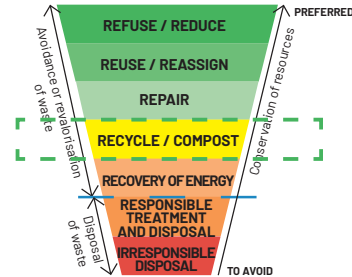 PREFERRED
REFUSE / REDUCE
REUSE / REASSIGN
REPAIR
RECYCLE / COMPOST
RECOVERY OF ENERGY
RESPONSIBLE
TREATMENT
AND DISPOSAL
IRRESPONSIBLE
DISPOSAL
TO AVOID
Avoidance or
revalorisation
of waste
Disposal
of waste
Conservation of resources